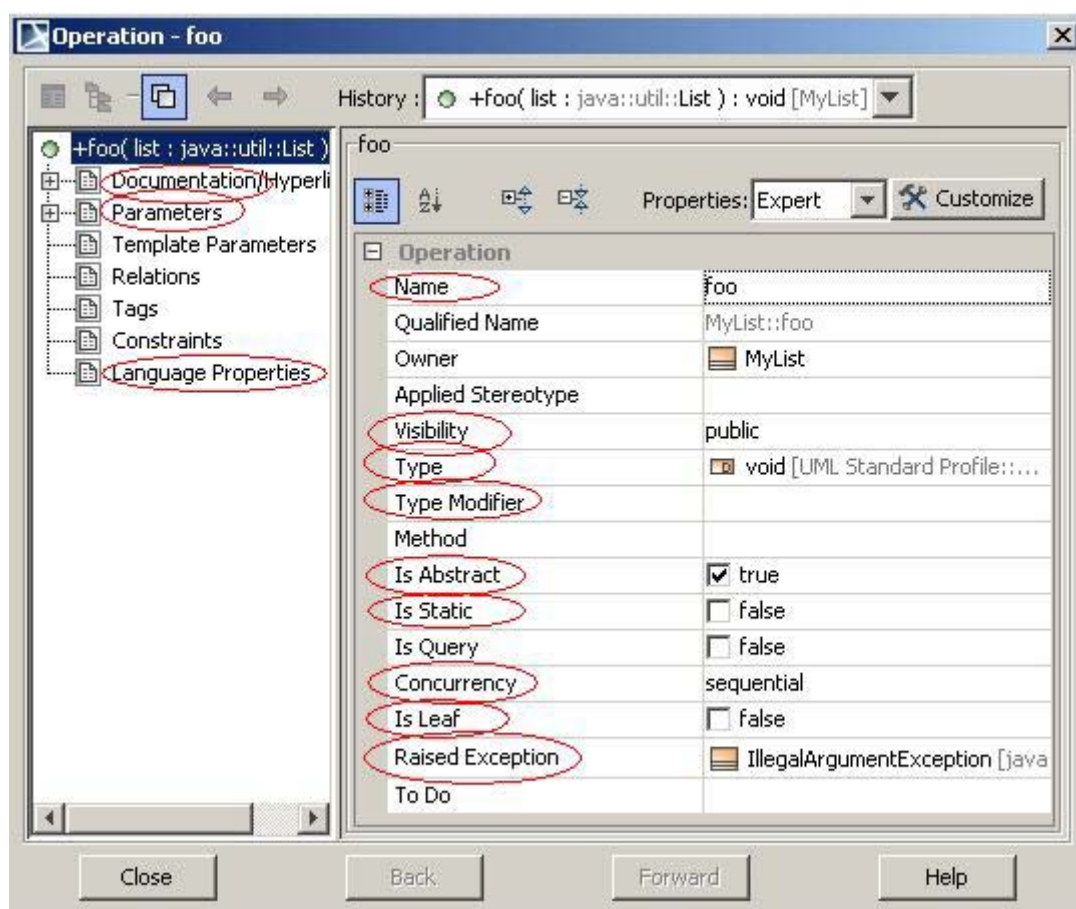 Operation - foo
History : +foo( list : java::util::List ) : void [MyList]
+foo( list : java::util::List )
Documentation/Hyperli
Parameters
Template Parameters
Relations
Tags
Constraints
Language Properties
foo
Properties: Expert Customize
Operation
Name foo
Qualified Name MyList::foo
Owner MyList
Applied Stereotype
Visibility public
Type void [UML Standard Profile::...
Type Modifier
Method
Is Abstract true
Is Static false
Is Query false
Concurrency sequential
Is Leaf false
Raised Exception IllegalArgumentException [java
To Do
Close Back Forward Help